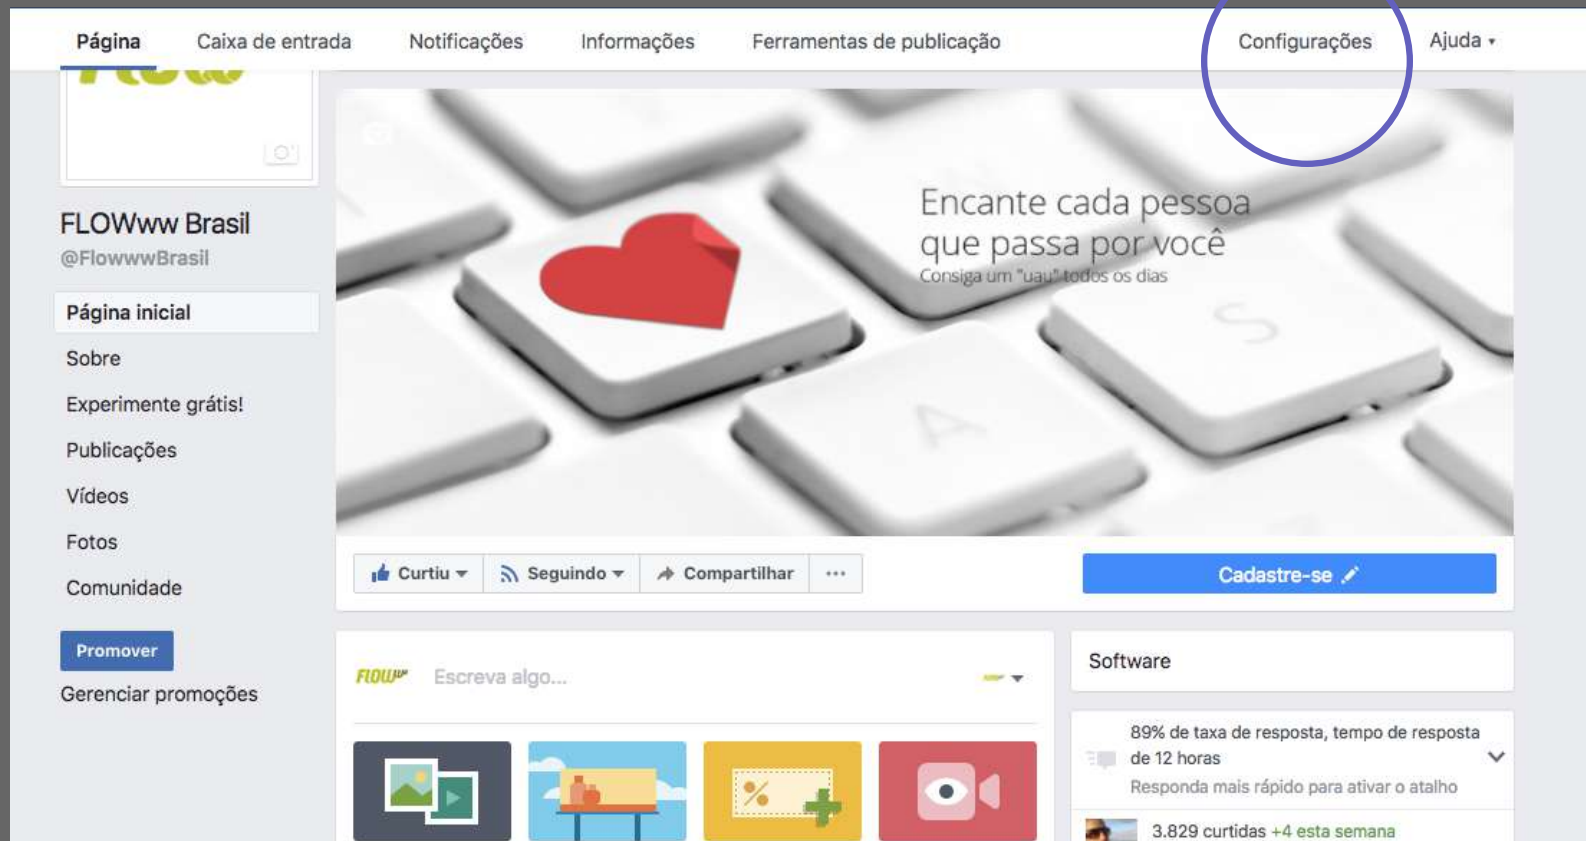 Página Caixa de entrada Notificações Informações Ferramentas de publicação Configurações Ajuda
FLOWww Brasil
@FlowwwBrasil
Página inicial
Sobre
Experimente grátis!
Publicações
Vídeos
Fotos
Comunidade
Promover
Gerenciar promoções
Encante cada pessoa
que passa por você
Consiga um "uau" todos os dias
A
S
Curtiu Seguindo Compartilhar ...
Cadastre-se
FLOWww Escreva algo...
Software
89% de taxa de resposta, tempo de resposta
de 12 horas
Responda mais rápido para ativar o atalho
3.829 curtidas +4 esta semana